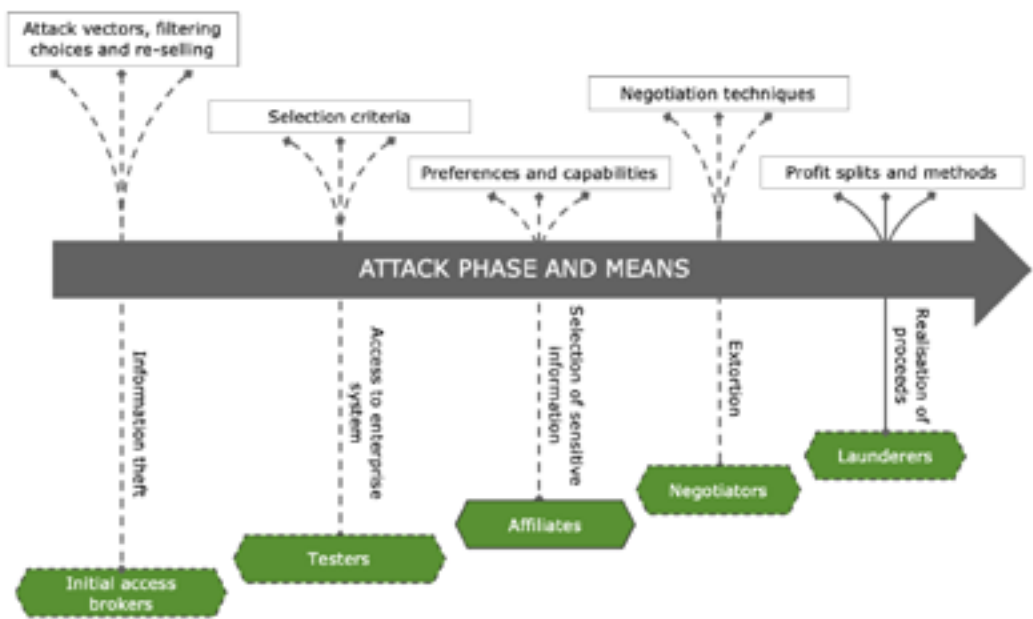 Attack vectors, filtering
choices and re-selling
Selection criteria
Preferences and capabilities
Negotiation techniques
Profit splits and methods
ATTACK PHASE AND MEANS
Information theft
Access to enterprise
system
Selection of sensitive
information
Extortion
Realisation of
proceeds
Initial access
brokers
Testers
Affiliates
Negotiators
Launderers